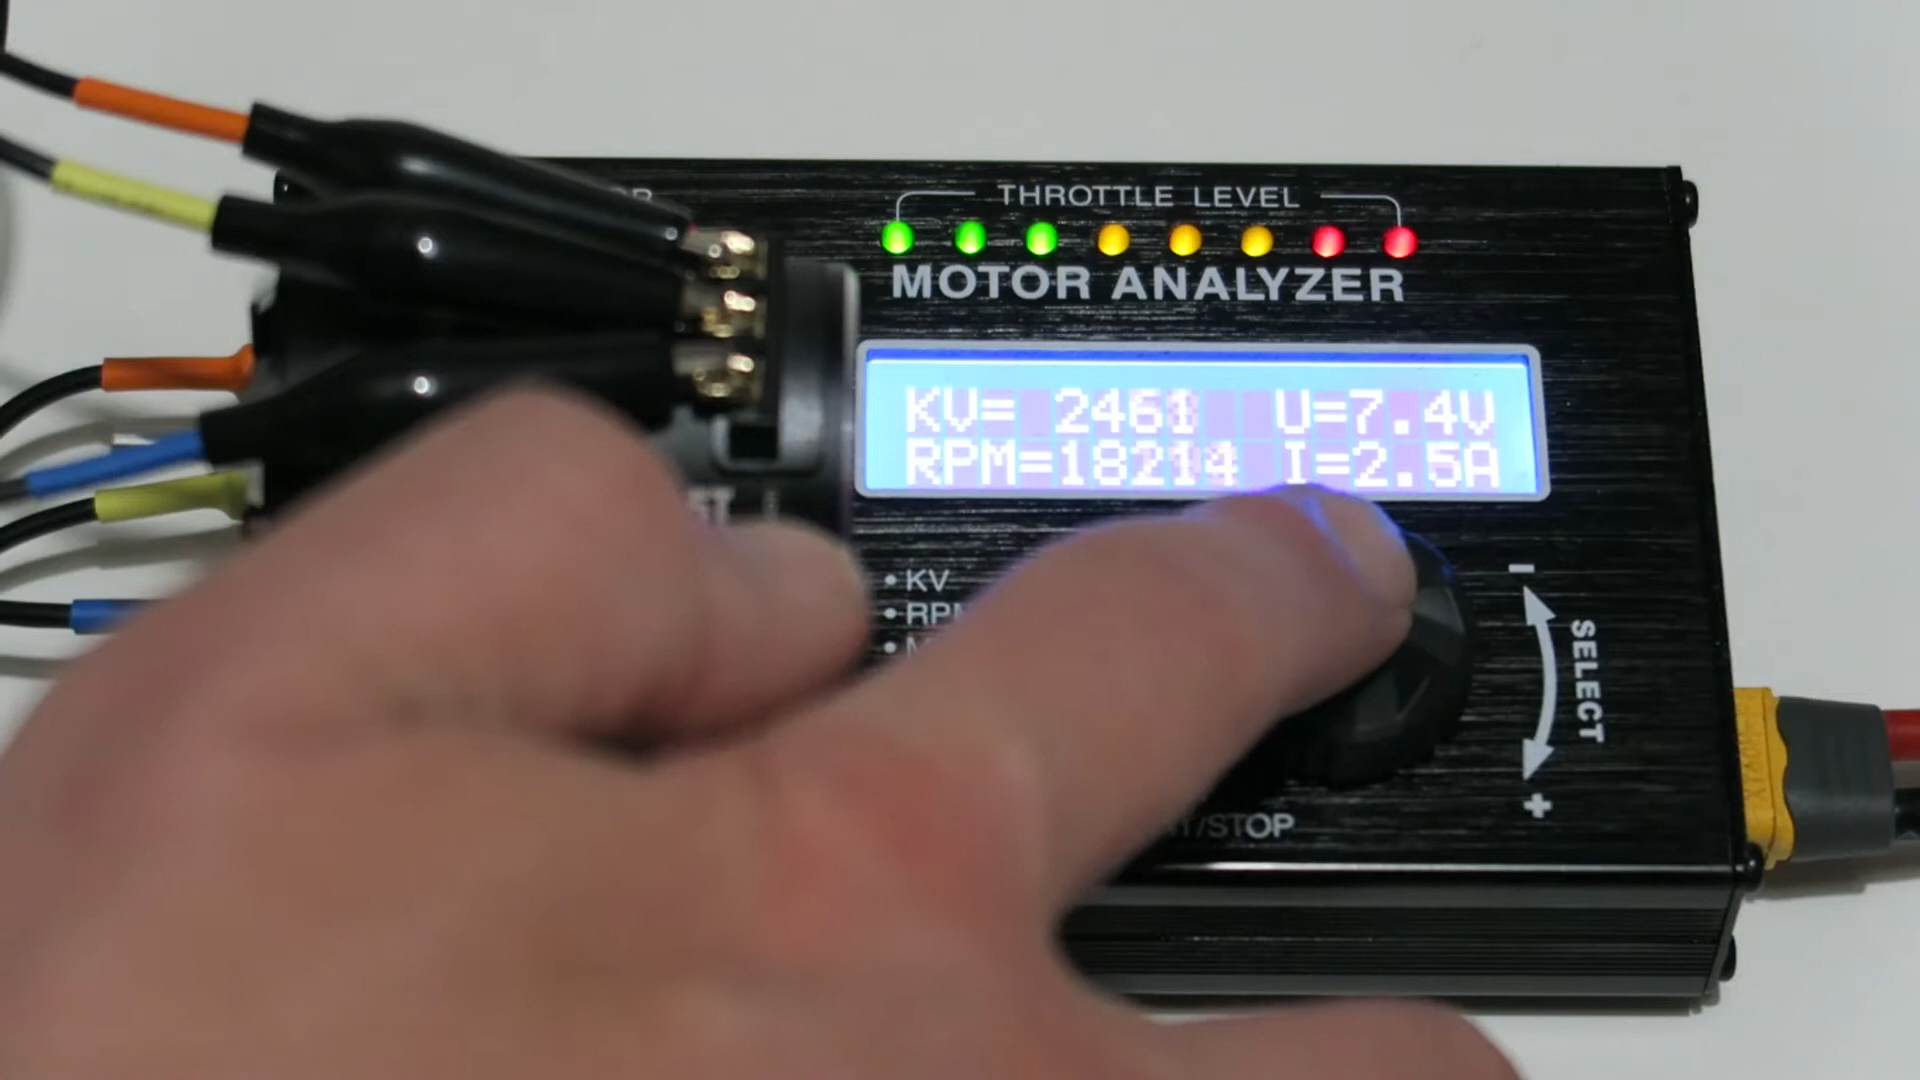 THROTTLE LEVEL
MOTOR ANALYZER
KV= 2461 U=7.4V
RPM=18214 I=2.5A
• KV
- 
SELECT
+
/STOP